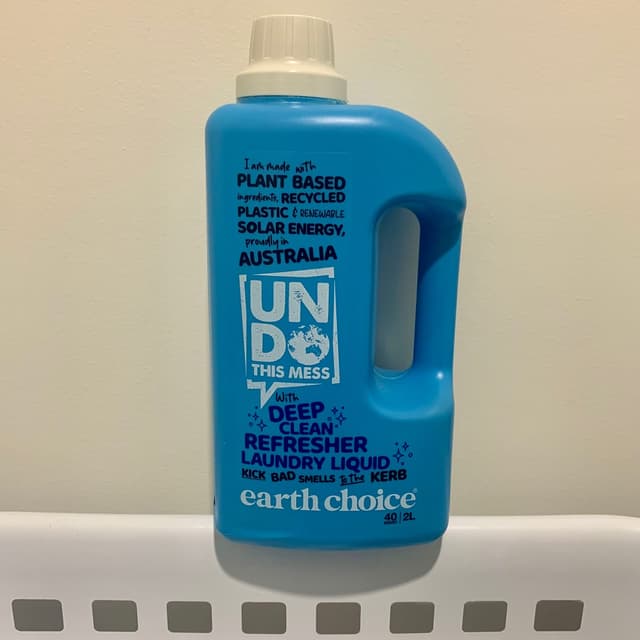 I am made with
PLANT BASED
ingredients, RECYCLED
PLASTIC & RENEWABLE
SOLAR ENERGY,
proudly in
AUSTRALIA
UN
DO
THIS MESS
With
DEEP
CLEAN
REFRESHER
LAUNDRY LIQUID
KICK BAD SMELLS To The KERB
earth choice®
40 | 2L